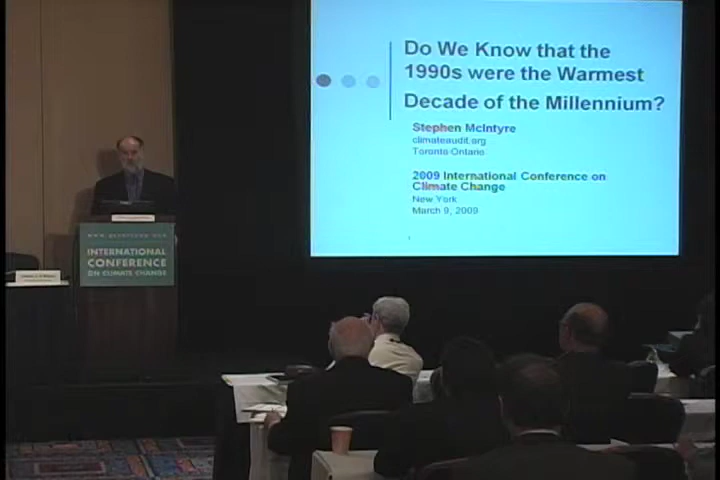 Do We Know that the
1990s were the Warmest
Decade of the Millennium?
Stephen McIntyre
climateaudit.org
Toronto Ontario
2009 International Conference on
Climate Change
New York
March 9, 2009
INTERNATIONAL
CONFERENCE
ON CLIMATE CHANGE